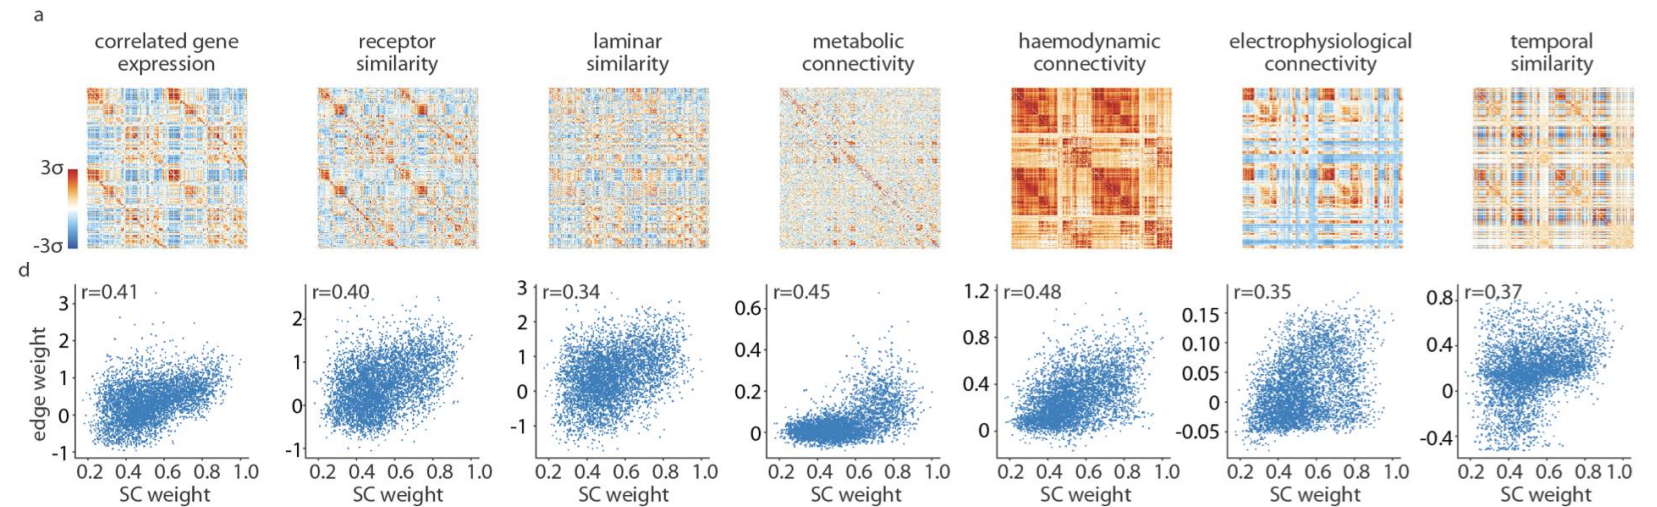 a
correlated gene
expression
receptor
similarity
laminar
similarity
metabolic
connectivity
haemodynamic
connectivity
electrophysiological
connectivity
temporal
similarity
3σ
-3σ
d
edge weight
r=0.41
3
2
1
0
-1
0.2 0.4 0.6 0.8 1.0
SC weight
r=0.40
2
1
0
-1
0.2 0.4 0.6 0.8 1.0
SC weight
r=0.34
3
2
1
0
-1
0.2 0.4 0.6 0.8 1.0
SC weight
r=0.45
0.6
0.4
0.2
0
0.2 0.4 0.6 0.8 1.0
SC weight
r=0.48
1.2
0.8
0.4
0
0.2 0.4 0.6 0.8 1.0
SC weight
r=0.35
0.15
0.10
0.05
0
-0.05
0.2 0.4 0.6 0.8 1.0
SC weight
r=0.37
0.8
0.4
0
-0.4
0.2 0.4 0.6 0.8 1.0
SC weight